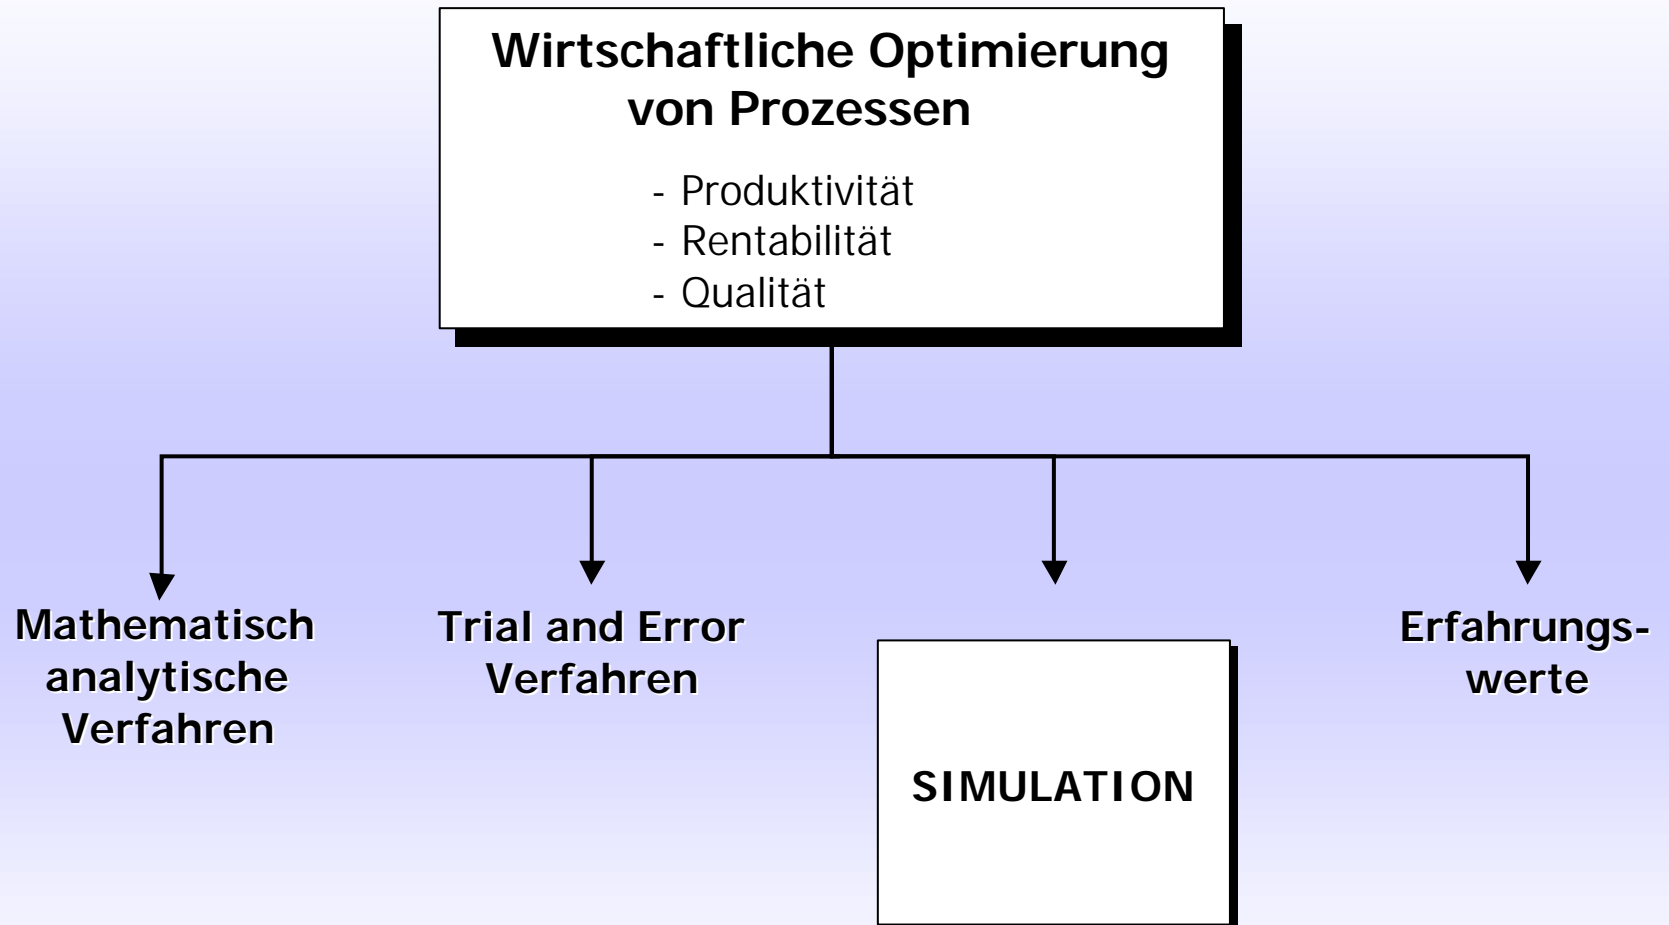 Wirtschaftliche Optimierung
von Prozessen
- Produktivität
- Rentabilität
- Qualität
Mathematisch
analytische
Verfahren
Trial and Error
Verfahren
SIMULATION
Erfahrungs-
werte